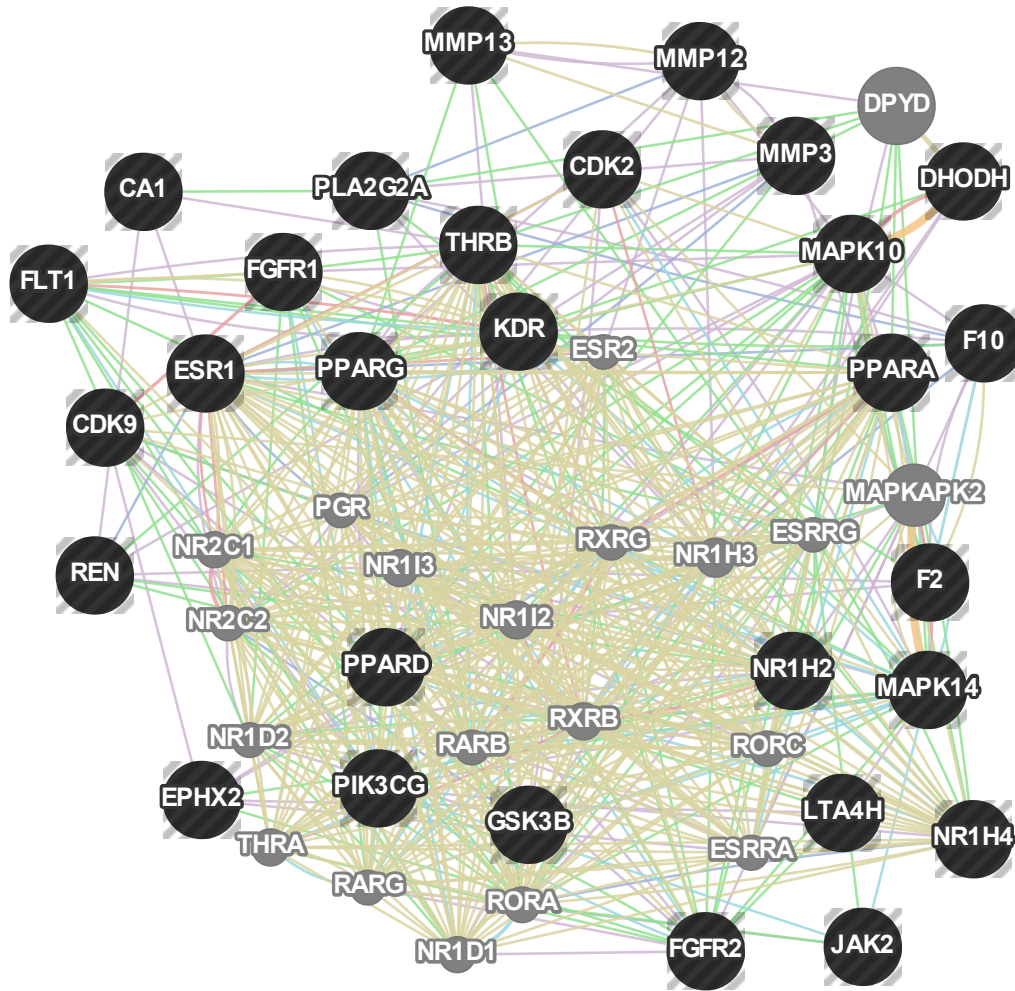 MMP13
MMP12
DPYD
CDK2
MMP3
CA1
PLA2G2A
DHODH
THRB
MAPK10
FLT1
FGFR1
KDR
ESR2
F10
ESR1
PPARG
PPARA
CDK9
MAPKAPK2
PGR
RXRG
ESRRG
NR2C1
NR1I3
NR1H3
REN
F2
NR2C2
NR1I2
PPARD
NR1H2
MAPK14
RXRB
NR1D2
RARB
RORC
EPHX2
PIK3CG
GSK3B
LTA4H
NR1H4
THRA
ESRRA
RARG
RORA
NR1D1
FGFR2
JAK2